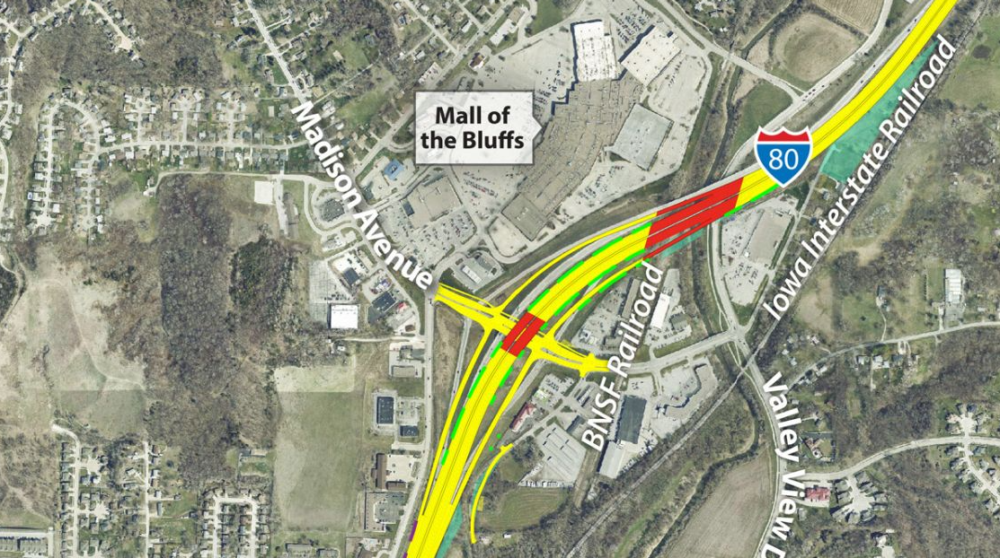 Madison Avenue
Mall of
the Bluffs
80
Iowa Interstate Railroad
BNSF Railroad
Valley View D